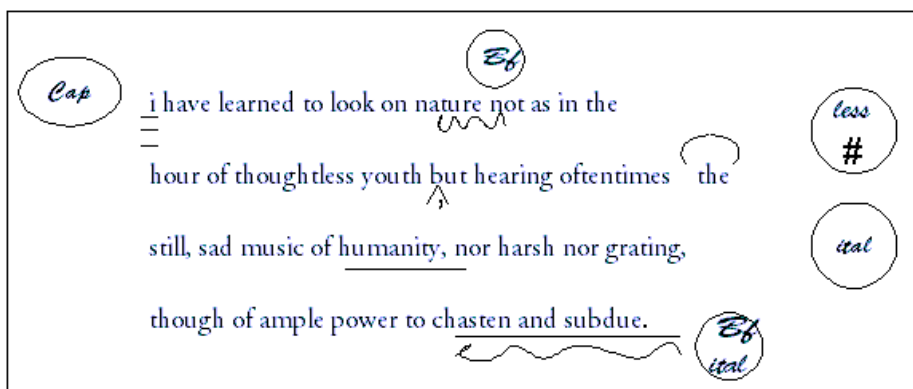 Bf
Cap
i have learned to look on nature not as in the
less
#
hour of thoughtless youth but hearing oftentimes the
,
still, sad music of humanity, nor harsh nor grating,
ital
though of ample power to chasten and subdue.
Bf
ital